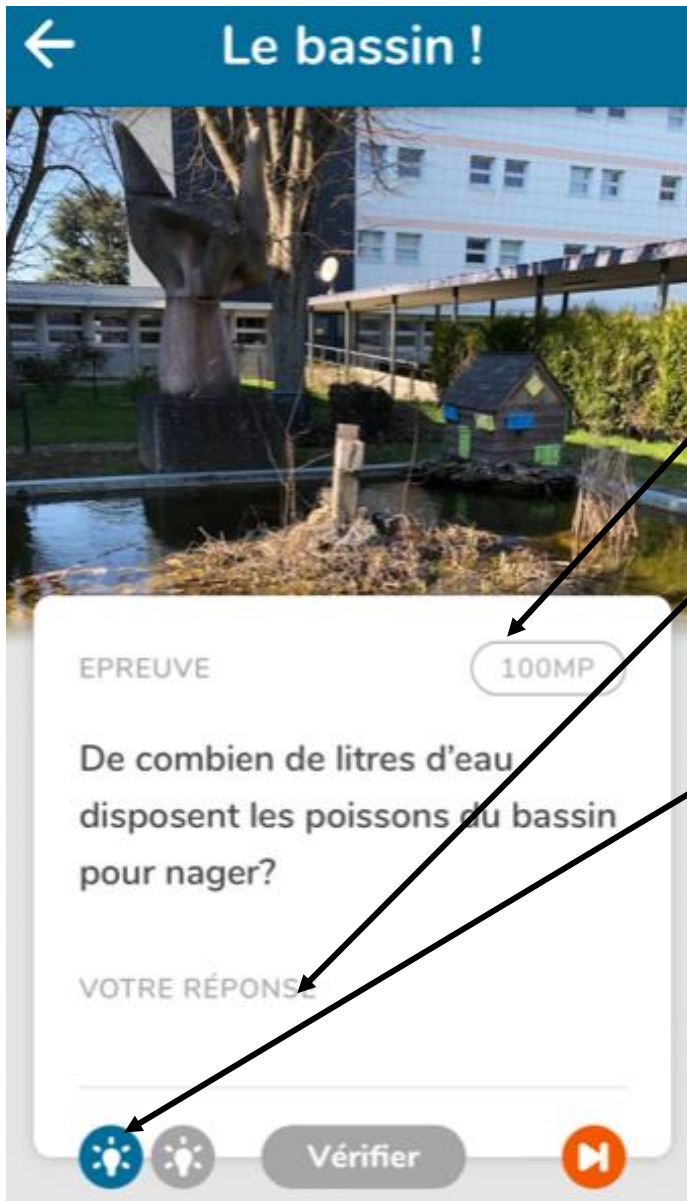 Le bassin !
EPREUVE
100MP
De combien de litres d'eau
disposent les poissons du bassin
pour nager?
VOTRE RÉPONSE
Vérifier